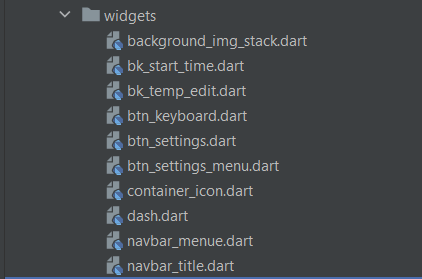 widgets
background_img_stack.dart
bk_start_time.dart
bk_temp_edit.dart
btn_keyboard.dart
btn_settings.dart
btn_settings_menu.dart
container_icon.dart
dash.dart
navbar_menue.dart
navbar_title.dart